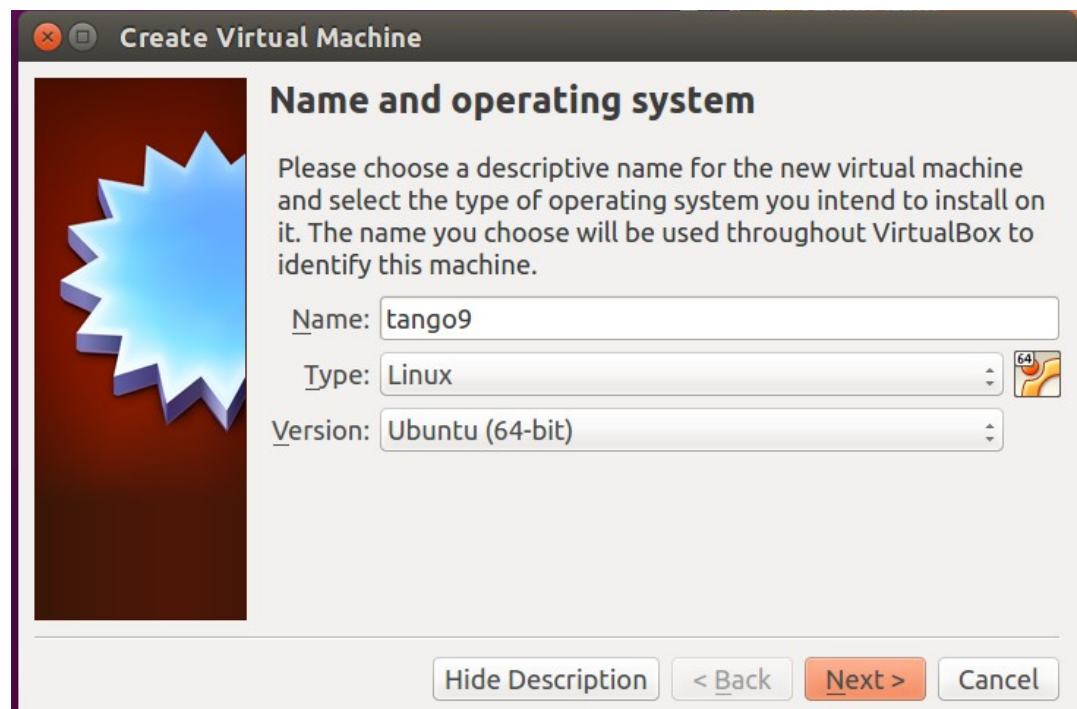 Create Virtual Machine
Name and operating system
Please choose a descriptive name for the new virtual machine
and select the type of operating system you intend to install on
it. The name you choose will be used throughout VirtualBox to
identify this machine.
Name: tango9
Type: Linux
64
Version: Ubuntu (64-bit)
Hide Description < Back Next > Cancel